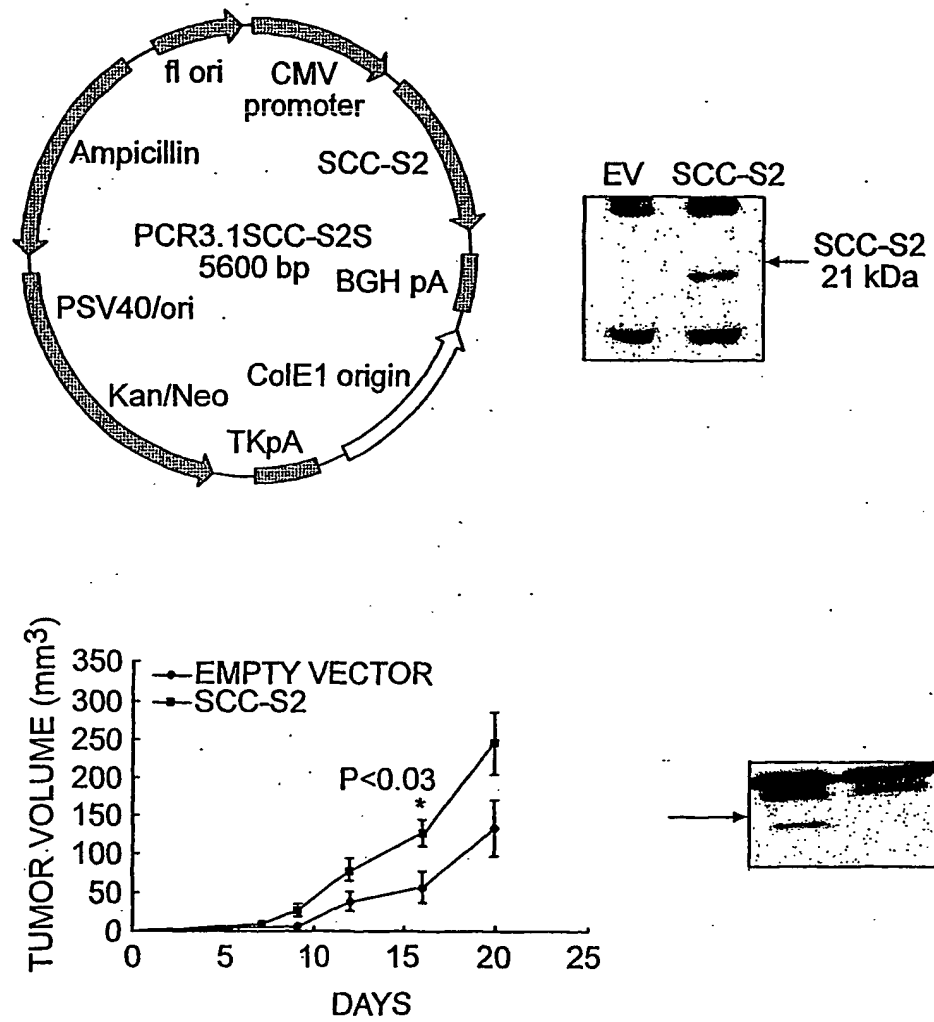 fl ori
CMV
promoter
Ampicillin
SCC-S2
PCR3.1SCC-S2S
5600 bp
BGH pA
PSV40/ori
ColE1 origin
Kan/Neo
TKpA
EV SCC-S2
SCC-S2
21 kDa
TUMOR VOLUME (mm3)
350
300
250
200
150
100
50
0
EMPTY VECTOR
SCC-S2
P<0.03
*
0 5 10 15 20 25
DAYS